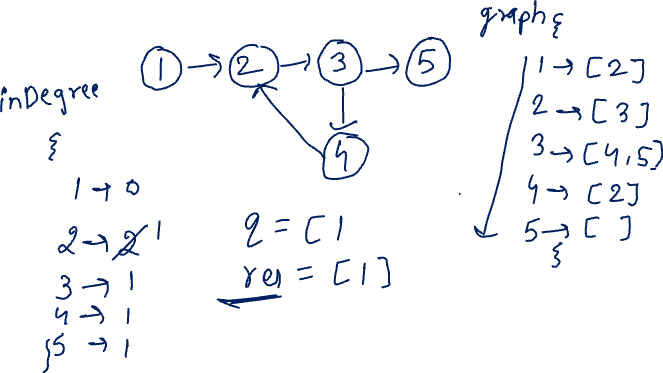 graph {
1 → 2 → 3 → 5
4
inDegree
{
1 → 0
2 → 2 1
3 → 1
4 → 1
}5 → 1
q = [1
res = [1]
1 → [2]
2 → [3]
3 → [4,5]
4 → [2]
5 → [ ]
}